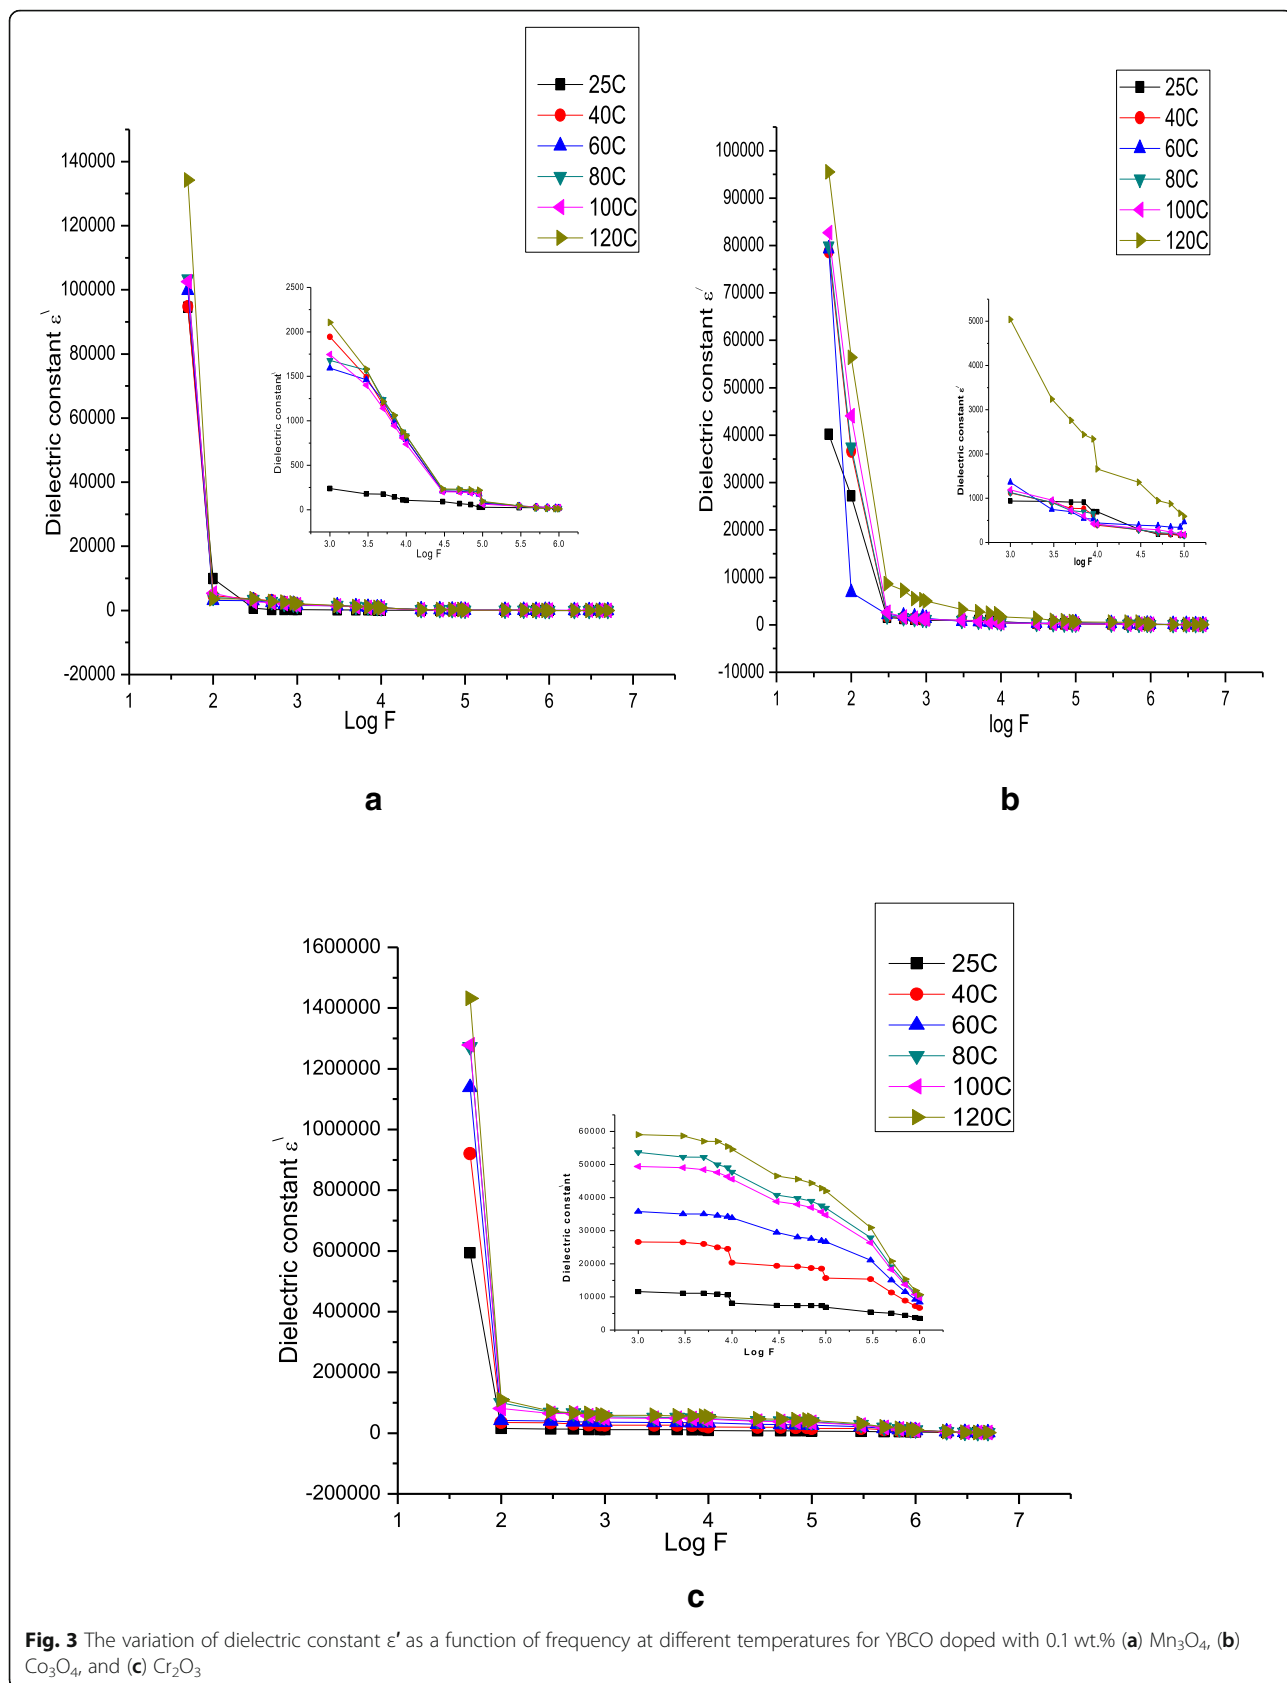 25C
40C
60C
80C
100C
120C
140000
120000
100000
80000
60000
40000
20000
0
-20000
1 2 3 4 5 6 7
Dielectric constant ε\
Log F
2500
2000
1500
1000
500
0
3.0 3.5 4.0 4.5 5.0 5.5 6.0
Dielectric constant\
Log F
a
25C
40C
60C
80C
100C
120C
100000
90000
80000
70000
60000
50000
40000
30000
20000
10000
0
-10000
1 2 3 4 5 6 7
Dielectric constant ε/
log F
5000
4000
3000
2000
1000
0
3.0 3.5 4.0 4.5 5.0
Dielectric constant ε/
log F
b
25C
40C
60C
80C
100C
120C
1600000
1400000
1200000
1000000
800000
600000
400000
200000
0
-200000
1 2 3 4 5 6 7
Dielectric constant ε\
Log F
60000
50000
40000
30000
20000
10000
0
3.0 3.5 4.0 4.5 5.0 5.5 6.0
Dielectric constant\
Log F
c
Fig. 3 The variation of dielectric constant ε′ as a function of frequency at different temperatures for YBCO doped with 0.1 wt.% (a) Mn₃O₄, (b)
Co₃O₄, and (c) Cr₂O₃